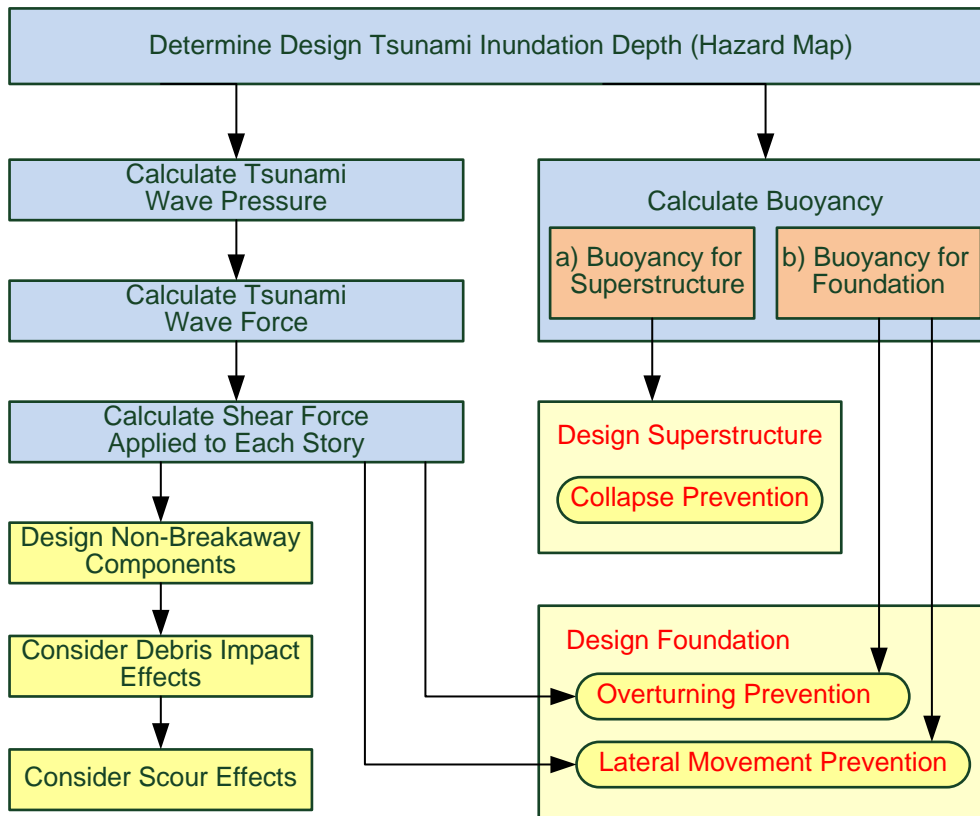 Determine Design Tsunami Inundation Depth (Hazard Map)
Calculate Tsunami
Wave Pressure
Calculate Tsunami
Wave Force
Calculate Shear Force
Applied to Each Story
Design Non-Breakaway
Components
Consider Debris Impact
Effects
Consider Scour Effects
Calculate Buoyancy
a) Buoyancy for
Superstructure
b) Buoyancy for
Foundation
Design Superstructure
Collapse Prevention
Design Foundation
Overturning Prevention
Lateral Movement Prevention